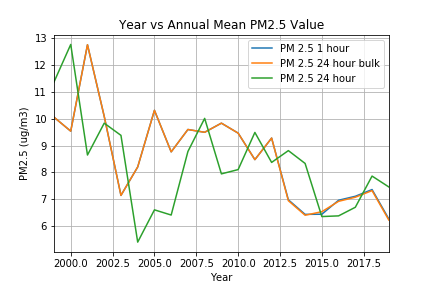 Year vs Annual Mean PM2.5 Value
PM 2.5 1 hour
PM 2.5 24 hour bulk
PM 2.5 24 hour
13
12
11
10
9
8
7
6
PM2.5 (ug/m3)
2000.0 2002.5 2005.0 2007.5 2010.0 2012.5 2015.0 2017.5
Year